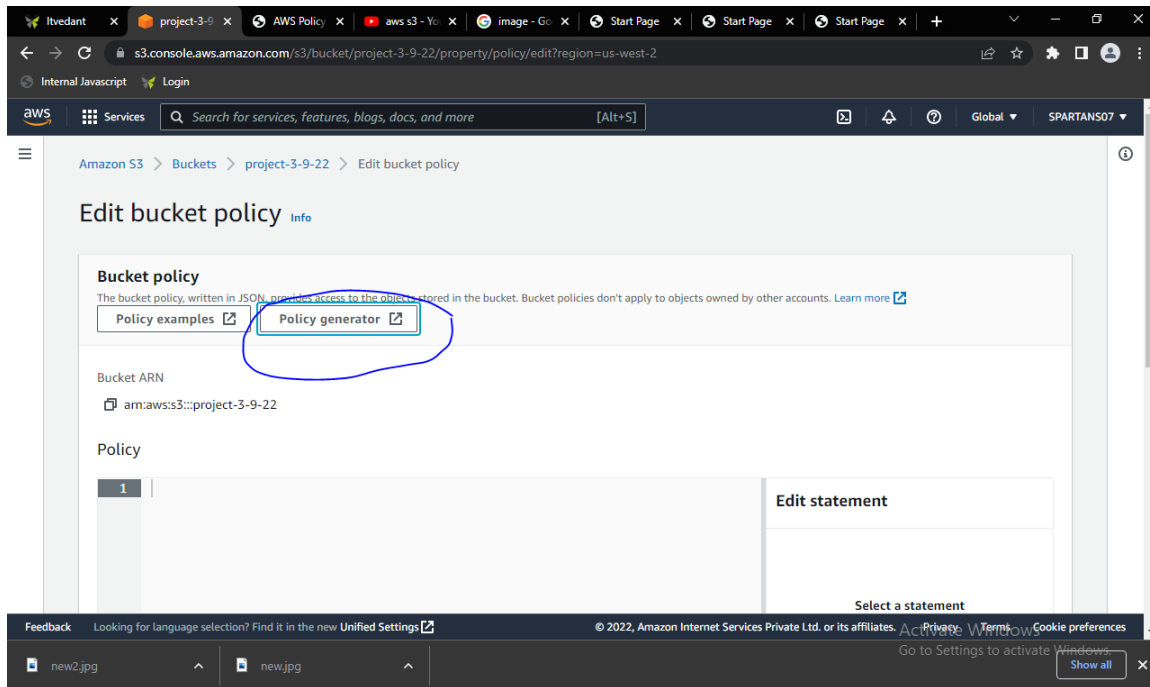 Itvedant
project-3-9
AWS Policy
aws s3 - Yo
image - Go
Start Page
Start Page
Start Page
s3.console.aws.amazon.com/s3/bucket/project-3-9-22/property/policy/edit?region=us-west-2
Internal Javascript Login
aws Services Search for services, features, blogs, docs, and more [Alt+S] Global SPARTANS07
Amazon S3 > Buckets > project-3-9-22 > Edit bucket policy
Edit bucket policy Info
Bucket policy
The bucket policy, written in JSON, provides access to the objects stored in the bucket. Bucket policies don't apply to objects owned by other accounts. Learn more
Policy examples Policy generator
Bucket ARN
arn:aws:s3:::project-3-9-22
Policy
1
Edit statement
Select a statement
Feedback Looking for language selection? Find it in the new Unified Settings © 2022, Amazon Internet Services Private Ltd. or its affiliates. Privacy Terms Cookie preferences
Activate Windows
Go to Settings to activate Windows.
new2.jpg new.jpg Show all